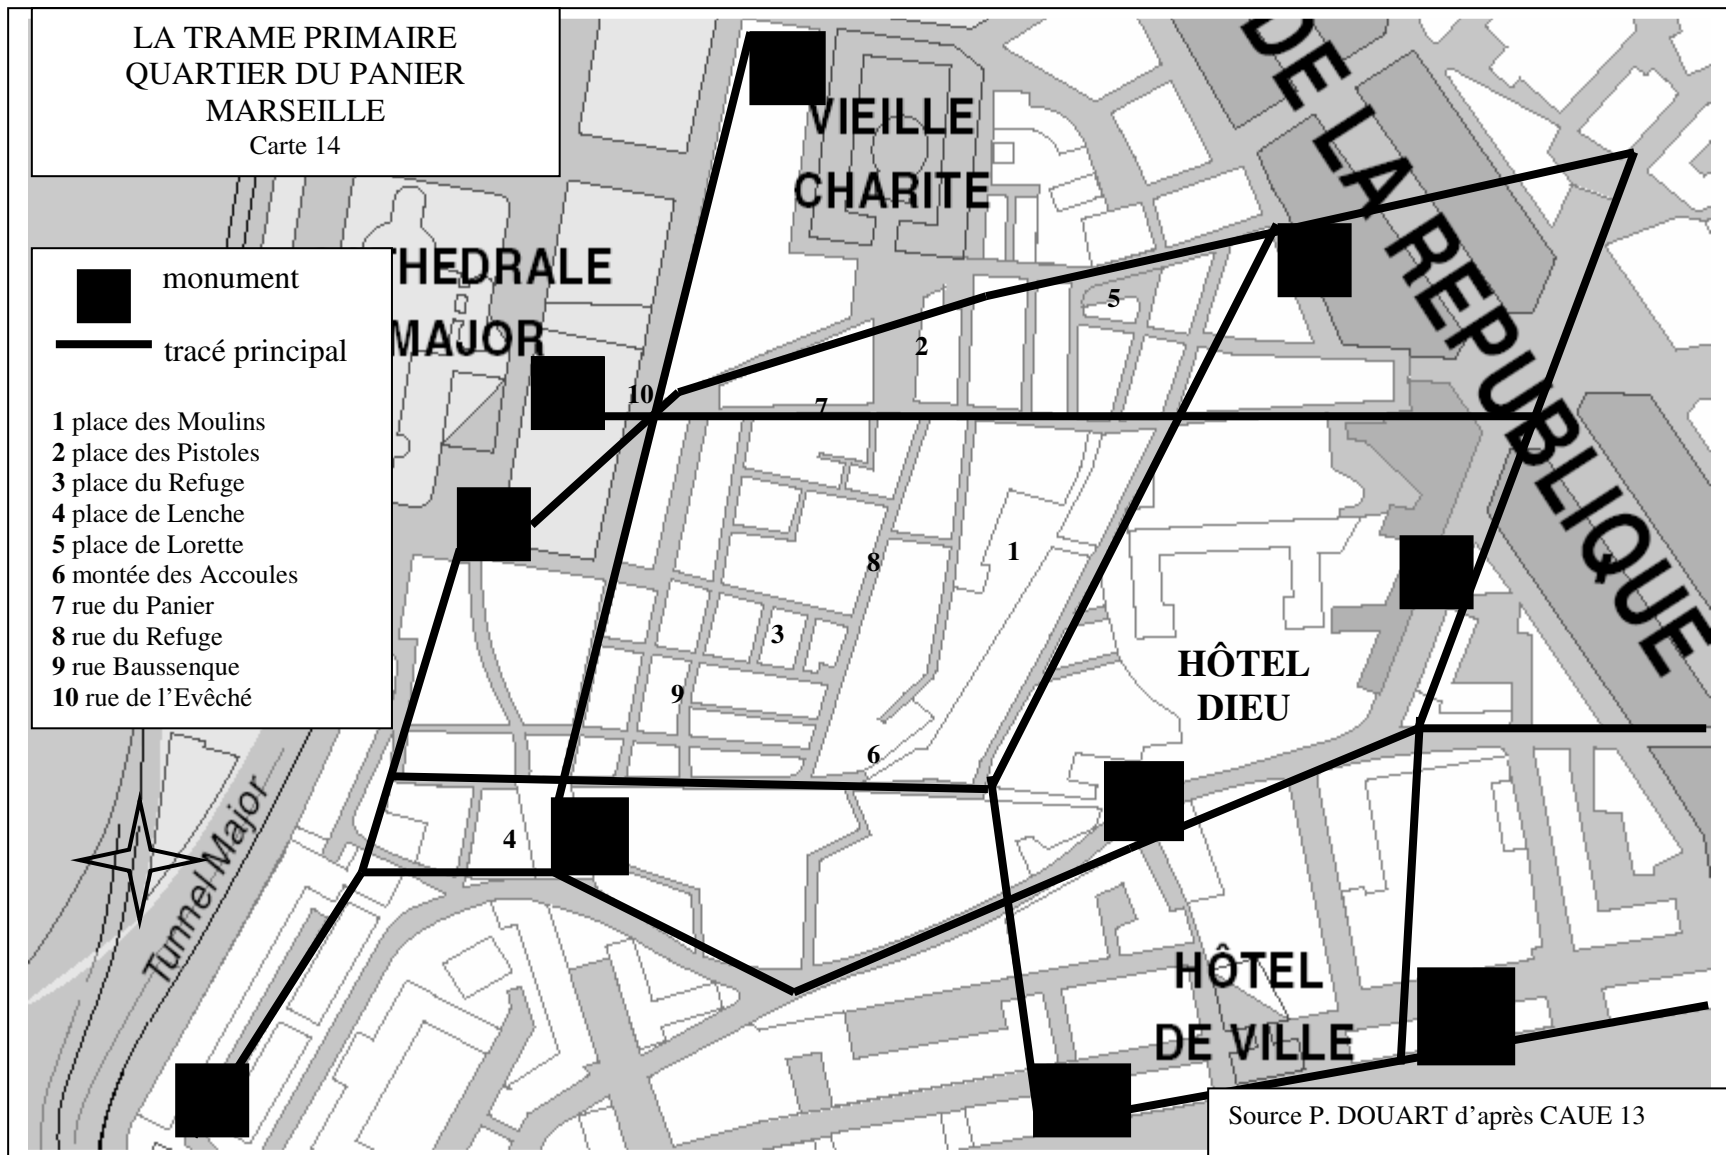 LA TRAME PRIMAIRE
QUARTIER DU PANIER
MARSEILLE
Carte 14
monument
tracé principal
1 place des Moulins
2 place des Pistoles
3 place du Refuge
4 place de Lenche
5 place de Lorette
6 montée des Accoules
7 rue du Panier
8 rue du Refuge
9 rue Baussenque
10 rue de l'Evêché
VIEILLE
CHARITE
THEDRALE
MAJOR
DE LA REPUBLIQUE
5
2
10
7
1
8
3
9
6
4
HÔTEL
DIEU
HÔTEL
DE VILLE
Tunnel Major
Source P. DOUART d'après CAUE 13